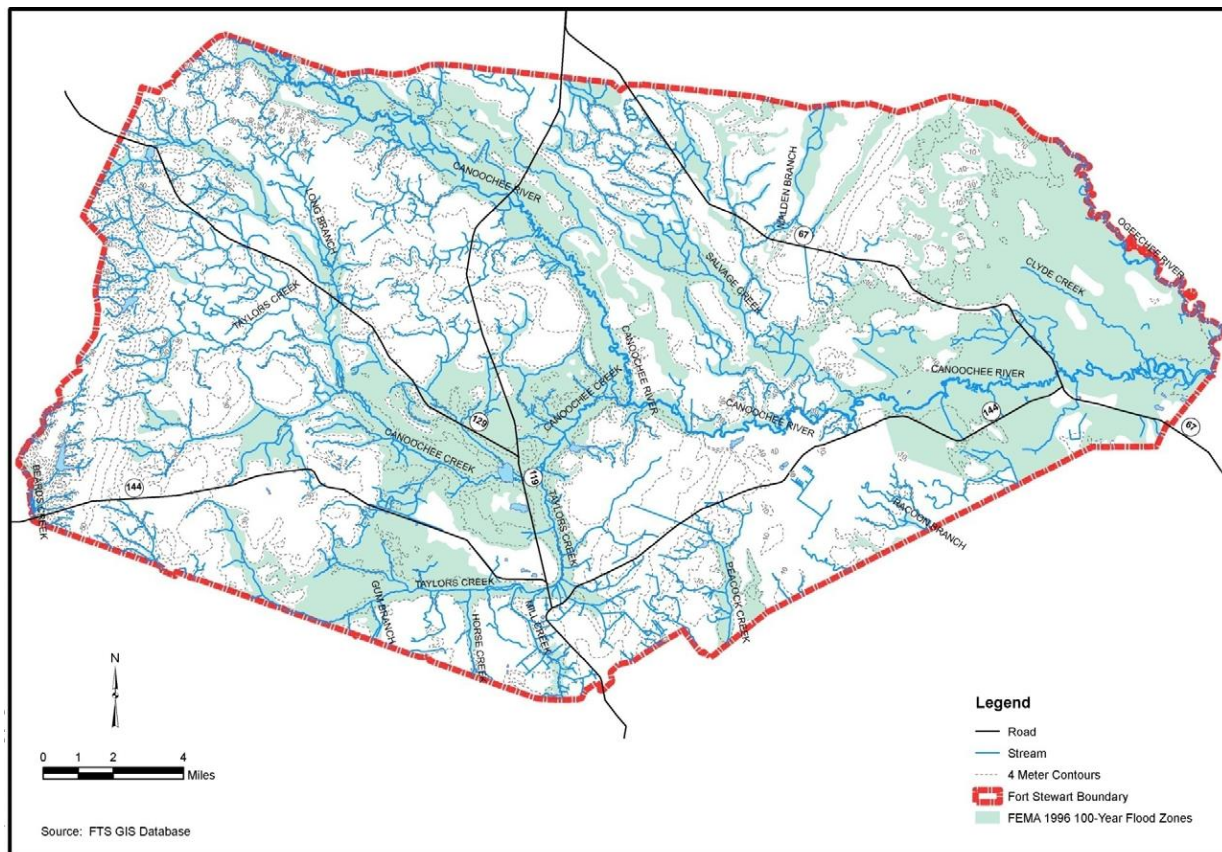 CANOOCHEE RIVER
WALDEN BRANCH
LONG BRANCH
67
OGEECHEE RIVER
SALVAGE CREEK
CLYDE CREEK
TAYLORS CREEK
CANOOCHEE RIVER
CANOOCHEE RIVER
CANOOCHEE CREEK
CANOOCHEE RIVER
129
144
67
CANOOCHEE CREEK
119
BEARDS CREEK
144
TAYLORS CREEK
RACOON BRANCH
TAYLORS CREEK
PEACOCK CREEK
GUM BRANCH
HORSE CREEK
MILL CREEK
N
0 1 2 4
Miles
Source: FTS GIS Database
Legend
Road
Stream
4 Meter Contours
Fort Stewart Boundary
FEMA 1996 100-Year Flood Zones